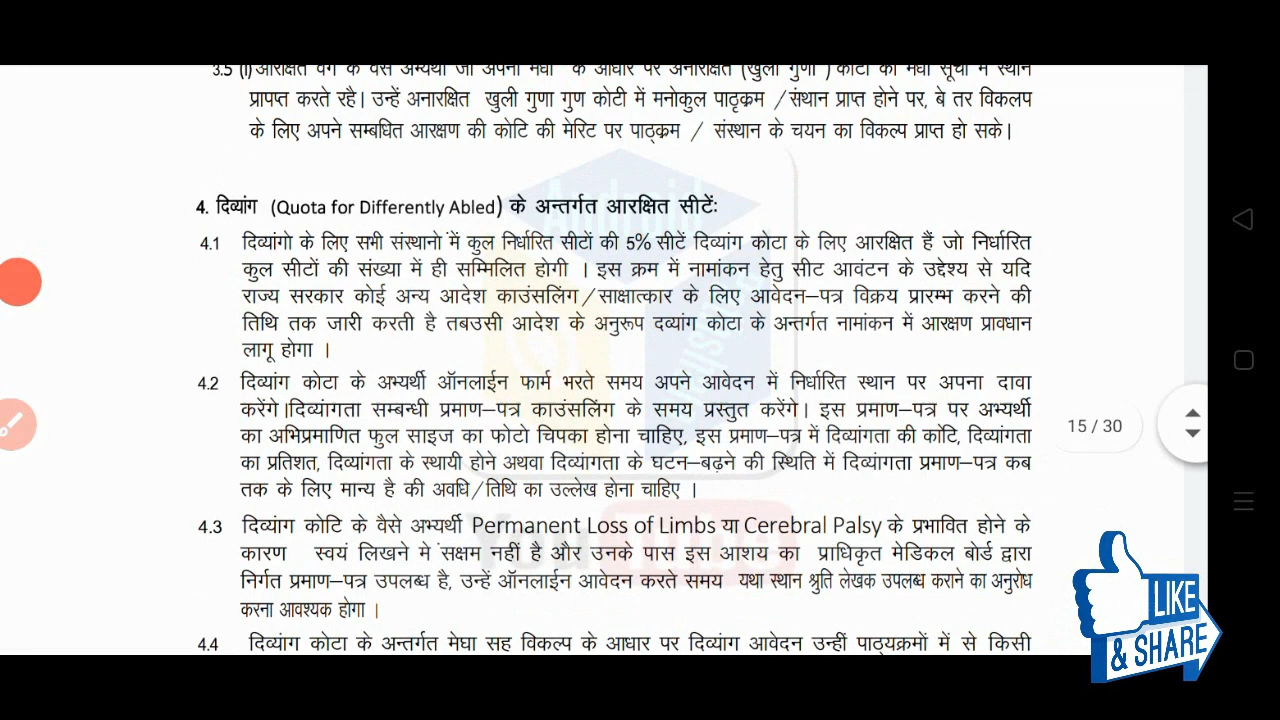 3.5 (i) आरक्षित वर्ग के वैसे अभ्यर्थी जो अपनी मेधा के आधार पर अनारक्षित (खुली गुणा) कोटी की मेधा सूची में स्थान
प्रापप्त करते रहै। उन्हें अनारक्षित खुली गुणा गुण कोटी में मनोकुल पाठृक्रम /संथान प्राप्त होने पर, बे तर विकलप
के लिए अपने सम्बधित आरक्षण की कोटि की मेरिट पर पाठ्क्रम / संस्थान के चयन का विकल्प प्राप्त हो सके।
4. दिव्यांग (Quota for Differently Abled) के अन्तर्गत आरक्षित सीटेंः
4.1 दिव्यांगो के लिए सभी संस्थानो में कुल निर्धारित सीटों की 5% सीटें दिव्यांग कोटा के लिए आरक्षित हैं जो निर्धारित
कुल सीटों की संख्या में ही सम्मिलित होगी । इस क्रम में नामांकन हेतु सीट आवंटन के उद्देश्य से यदि
राज्य सरकार कोई अन्य आदेश काउंसलिंग/साक्षात्कार के लिए आवेदन–पत्र विक्रय प्रारम्भ करने की
तिथि तक जारी करती है तबउसी आदेश के अनुरूप दव्यांग कोटा के अन्तर्गत नामांकन में आरक्षण प्रावधान
लागू होगा ।
4.2 दिव्यांग कोटा के अभ्यर्थी ऑनलाईन फार्म भरते समय अपने आवेदन में निर्धारित स्थान पर अपना दावा
करेंगे।दिव्यांगता सम्बन्धी प्रमाण–पत्र काउंसलिंग के समय प्रस्तुत करेंगे। इस प्रमाण–पत्र पर अभ्यर्थी
का अभिप्रमाणित फुल साइज का फोटो चिपका होना चाहिए, इस प्रमाण–पत्र में दिव्यांगता की कोटि, दिव्यांगता
का प्रतिशत, दिव्यांगता के स्थायी होने अथवा दिव्यांगता के घटन–बढ़ने की स्थिति में दिव्यांगता प्रमाण–पत्र कब
तक के लिए मान्य है की अवधि/तिथि का उल्लेख होना चाहिए ।
4.3 दिव्यांग कोटि के वैसे अभ्यर्थी Permanent Loss of Limbs या Cerebral Palsy के प्रभावित होने के
कारण स्वयं लिखने मे सक्षम नहीं है और उनके पास इस आशय का प्राधिकृत मेडिकल बोर्ड द्वारा
निर्गत प्रमाण–पत्र उपलब्ध है, उन्हें ऑनलाईन आवेदन करते समय यथा स्थान श्रुति लेखक उपलब्ध कराने का अनुरोध
करना आवश्यक होगा ।
4.4 दिव्यांग कोटा के अन्तर्गत मेघा सह विकल्प के आधार पर दिव्यांग आवेदन उन्हीं पाठ्यक्रमों में से किसी
15 / 30
LIKE
& SHARE
Android
YouTube